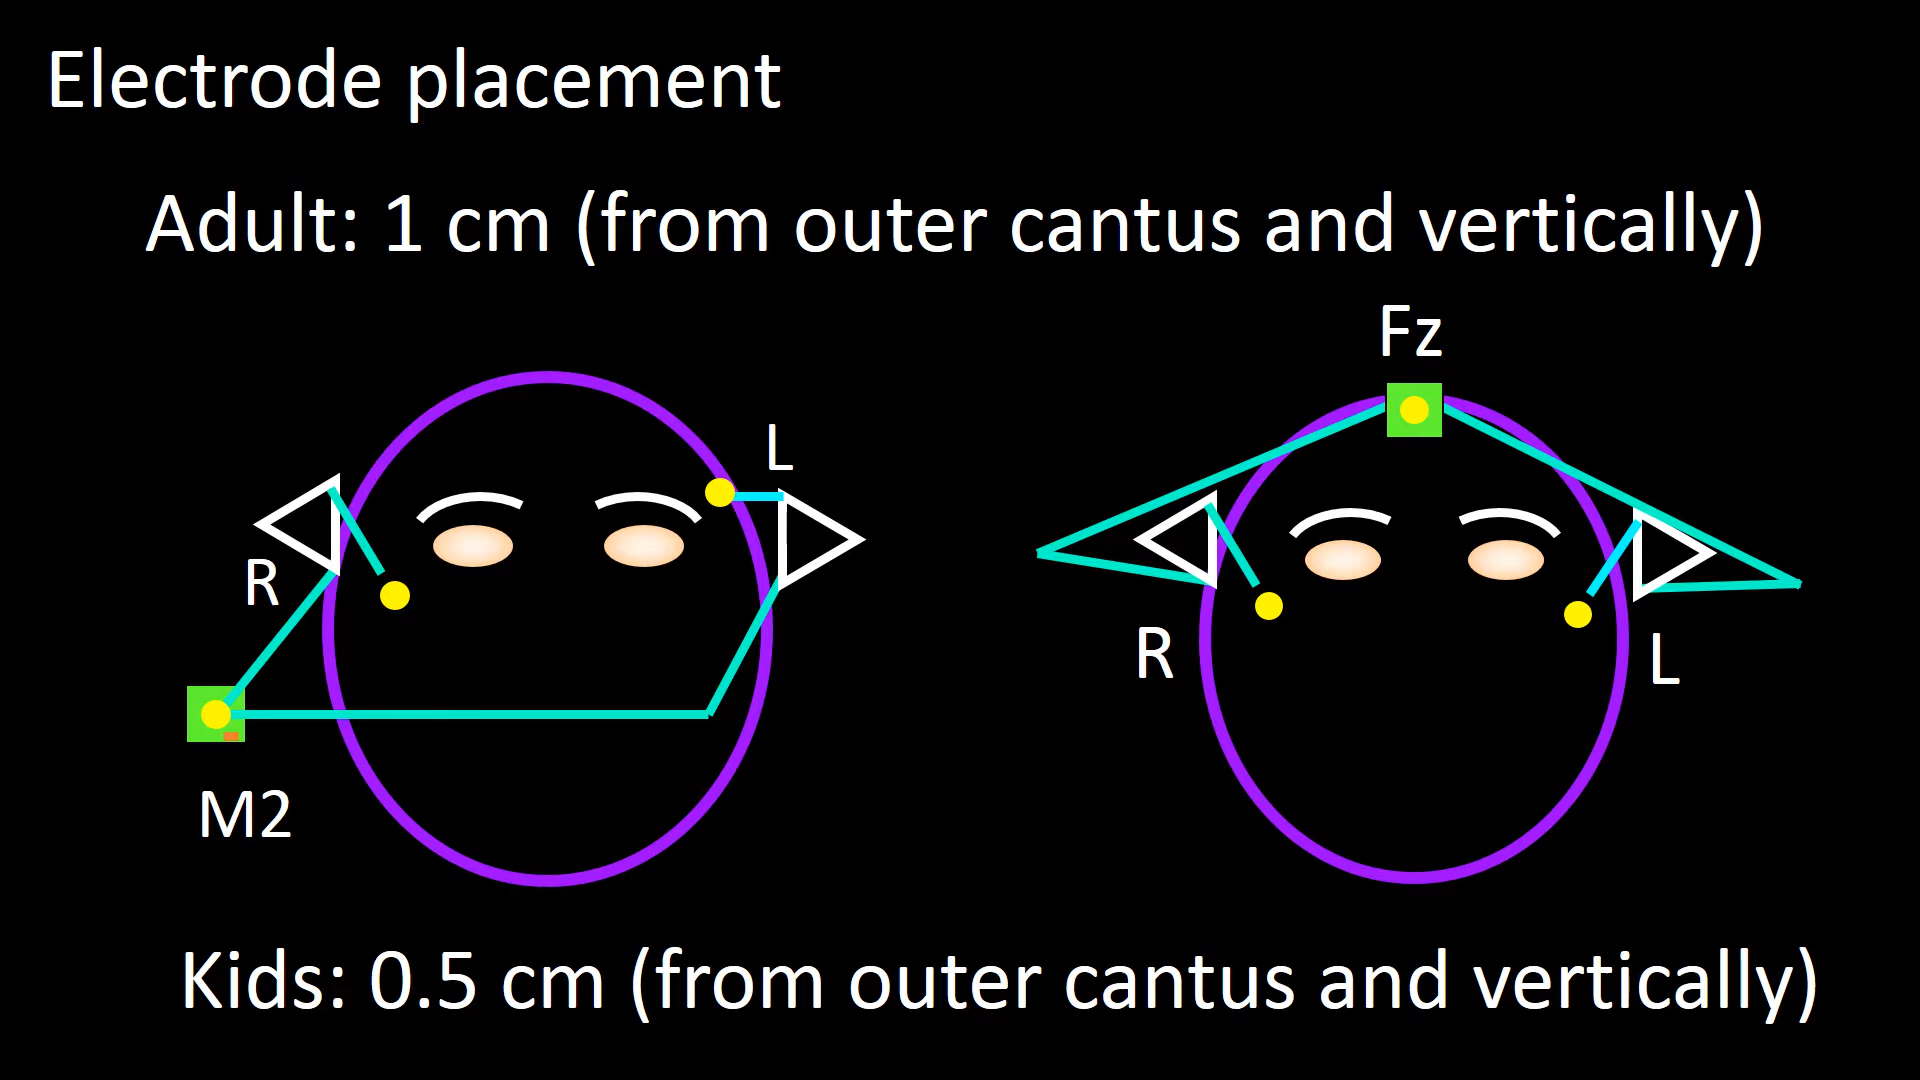 Electrode placement
Adult: 1 cm (from outer cantus and vertically)
Fz
L
R
R
L
M2
Kids: 0.5 cm (from outer cantus and vertically)